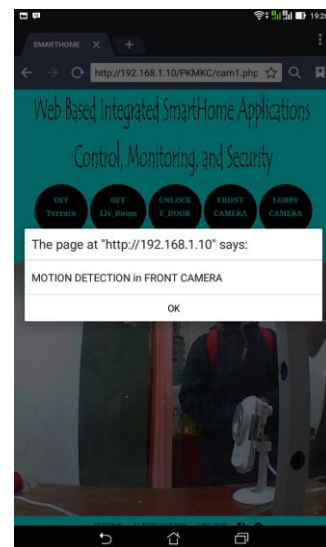 19:20
SMARTHOME
http://192.168.1.10/PKMKC/cam1.php
Web Based Integrated SmartHome Applications
Control, Monitoring, and Security
OFF Terrace
OFF Liv_Room
UNLOCK F_DOOR
FRONT CAMERA
LOBBY CAMERA
The page at "http://192.168.1.10" says:
MOTION DETECTION in FRONT CAMERA
OK